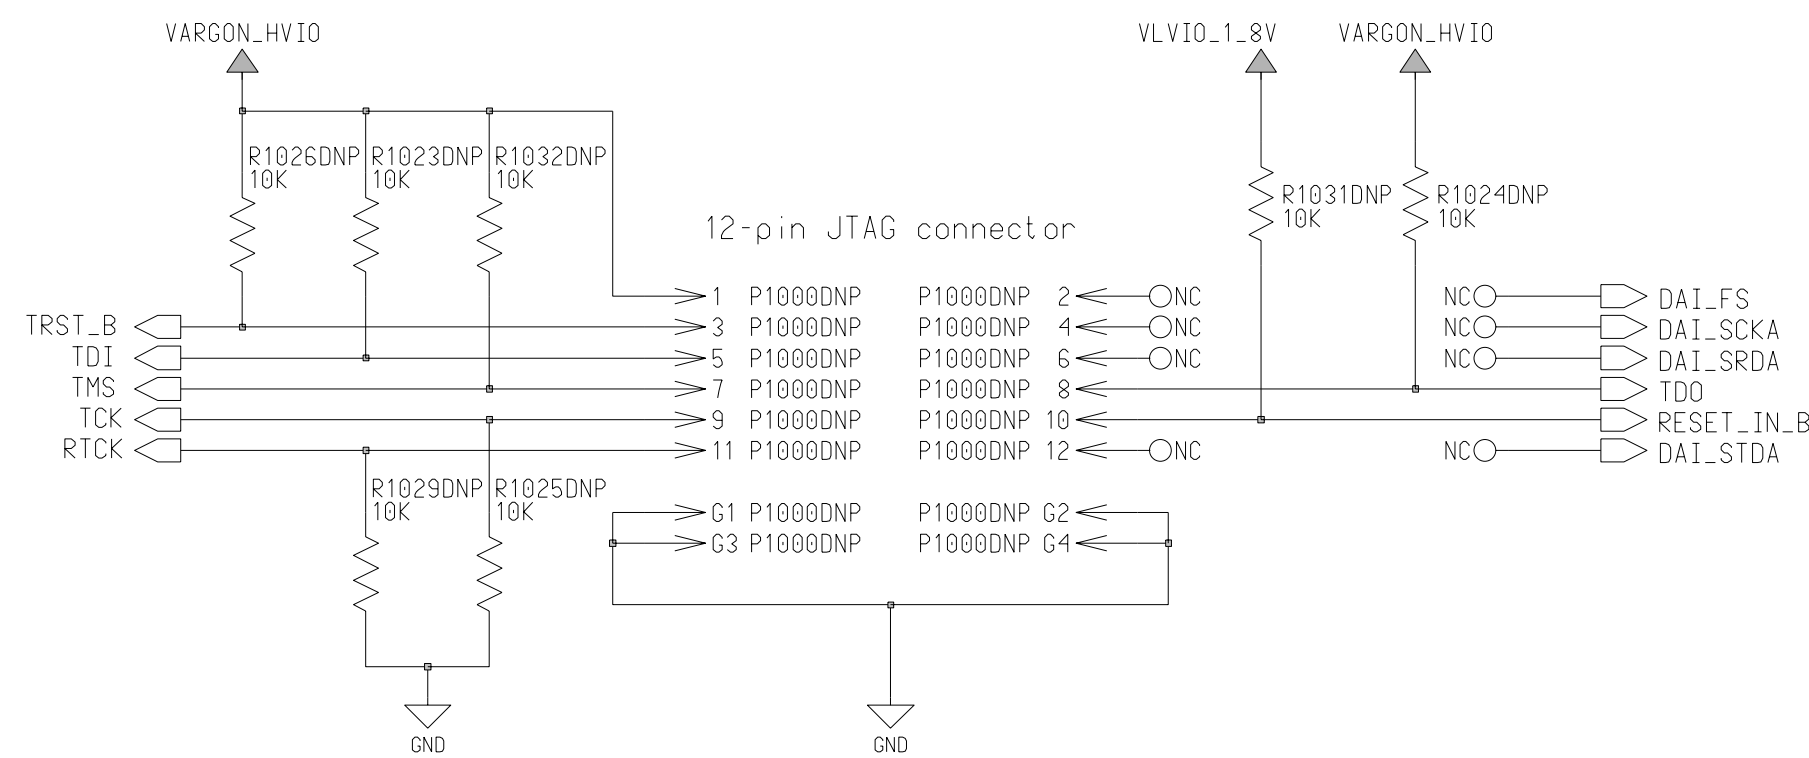 VARGON_HVIO
VLVIO_1_8V VARGON_HVIO
R1026DNP R1023DNP R1032DNP
10K 10K 10K
R1031DNP R1024DNP
10K 10K
12-pin JTAG connector
1 P1000DNP P1000DNP 2 NC NC DAI_FS
TRST_B 3 P1000DNP P1000DNP 4 NC NC DAI_SCKA
TDI 5 P1000DNP P1000DNP 6 NC NC DAI_SRDA
TMS 7 P1000DNP P1000DNP 8 TDO
TCK 9 P1000DNP P1000DNP 10 RESET_IN_B
RTCK 11 P1000DNP P1000DNP 12 NC NC DAI_STDA
R1029DNP R1025DNP
10K 10K
G1 P1000DNP P1000DNP G2
G3 P1000DNP P1000DNP G4
GND GND